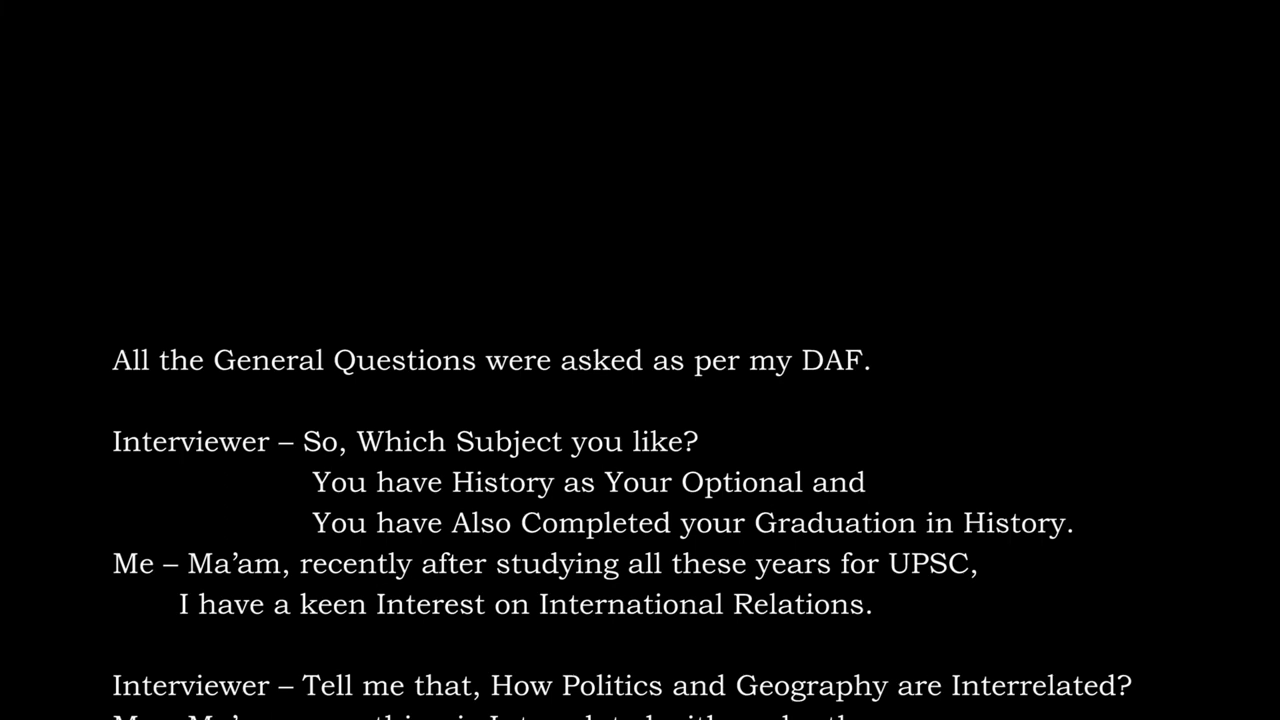 All the General Questions were asked as per my DAF.
Interviewer – So, Which Subject you like?
You have History as Your Optional and
You have Also Completed your Graduation in History.
Me – Ma’am, recently after studying all these years for UPSC,
I have a keen Interest on International Relations.
Interviewer – Tell me that, How Politics and Geography are Interrelated?